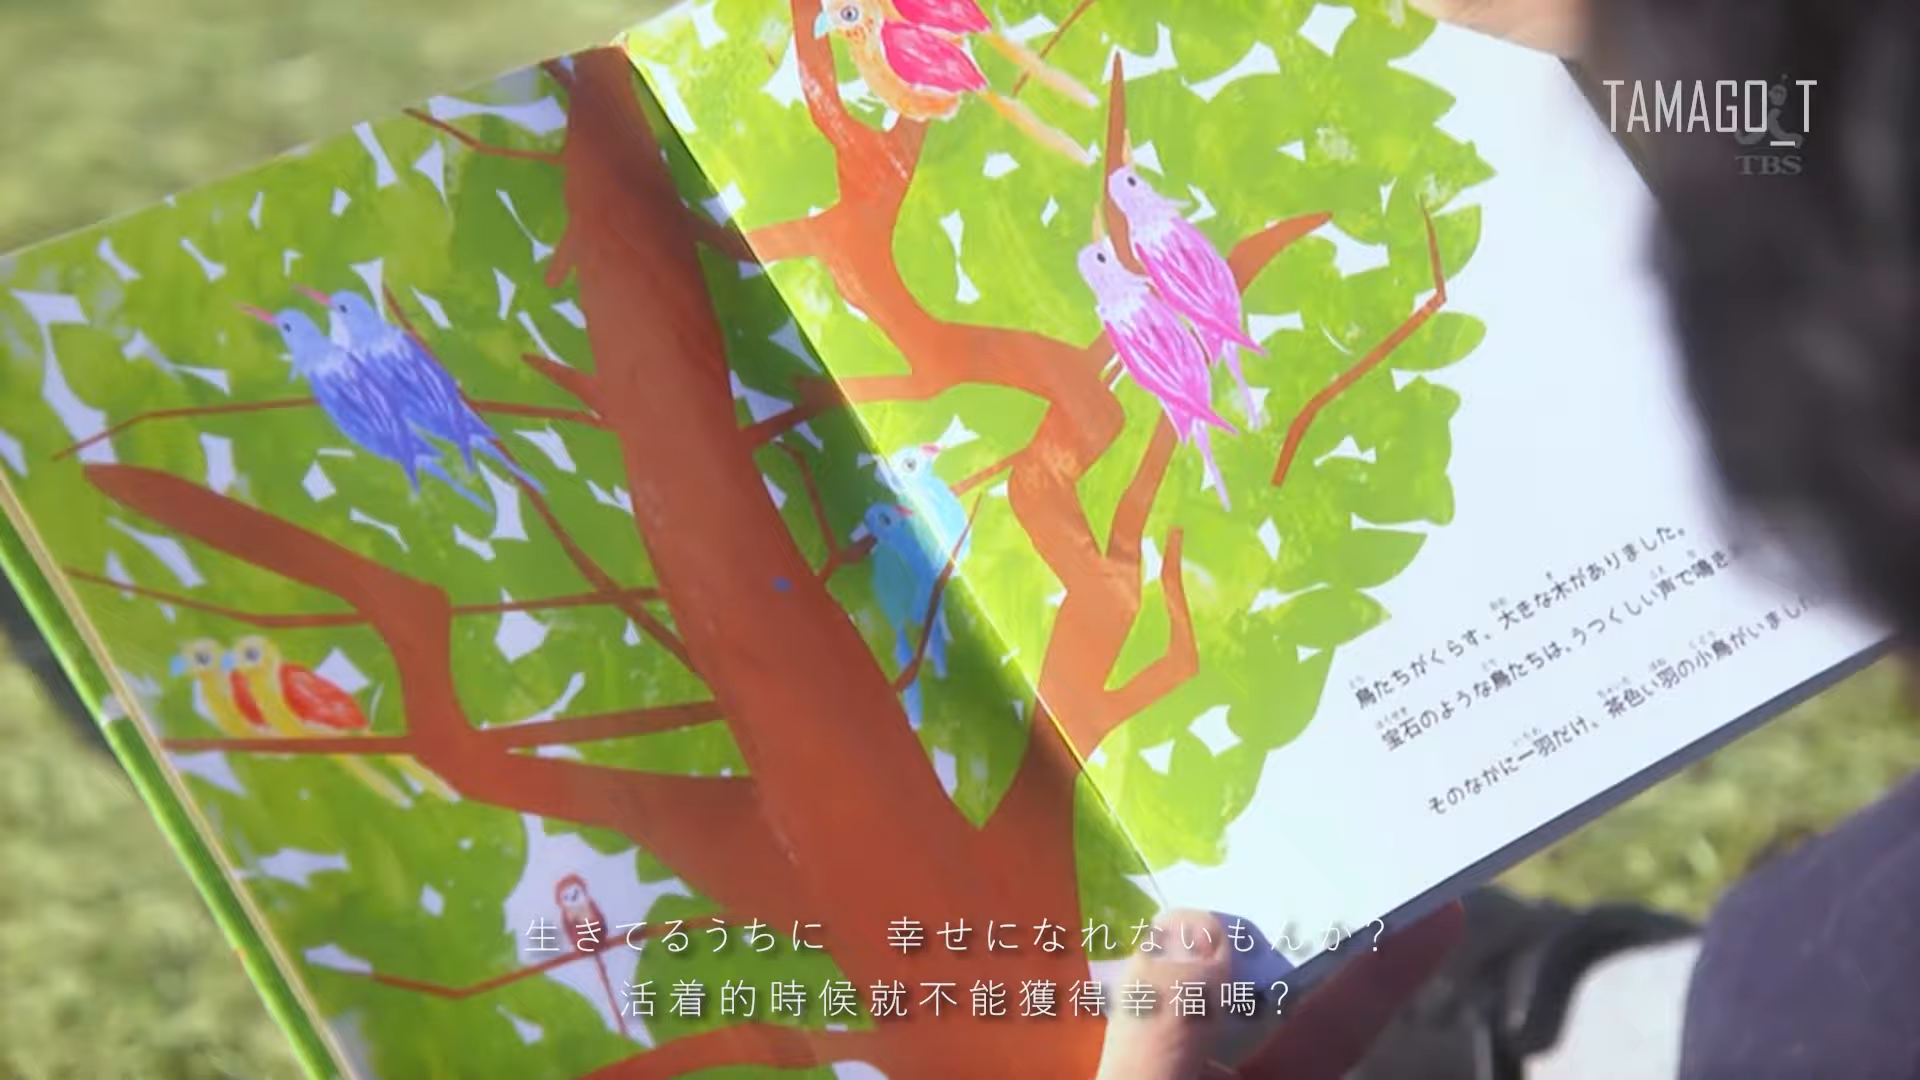 TAMAGO_T
TBS
鳥たちがくらす、大きな木がありました。
宝石のような鳥たちは、うつくしい声で鳴き
そのなかに一羽だけ、茶色い羽の小鳥がいました
生きてるうちに 幸せになれないもんか?
活着的時候就不能獲得幸福嗎?